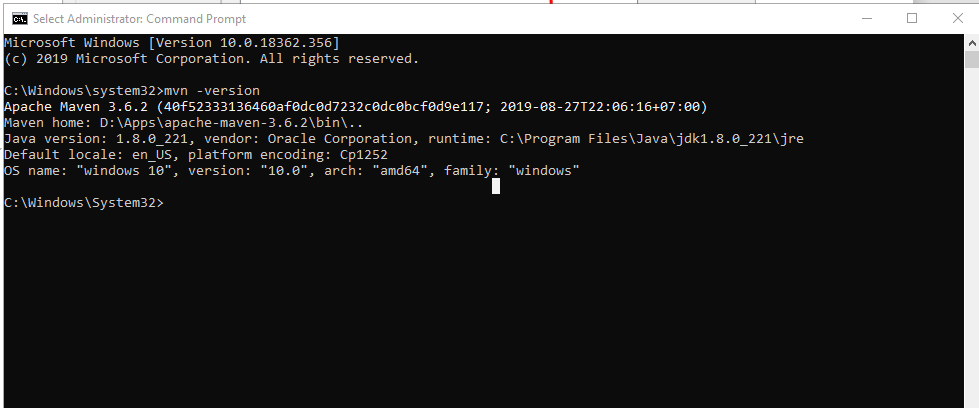 Select Administrator: Command Prompt
Microsoft Windows [Version 10.0.18362.356]
(c) 2019 Microsoft Corporation. All rights reserved.
C:\Windows\system32>mvn -version
Apache Maven 3.6.2 (40f52333136460af0dc0d7232c0dc0bcf0d9e117; 2019-08-27T22:06:16+07:00)
Maven home: D:\Apps\apache-maven-3.6.2\bin\..
Java version: 1.8.0_221, vendor: Oracle Corporation, runtime: C:\Program Files\Java\jdk1.8.0_221\jre
Default locale: en_US, platform encoding: Cp1252
OS name: "windows 10", version: "10.0", arch: "amd64", family: "windows"
C:\Windows\System32>